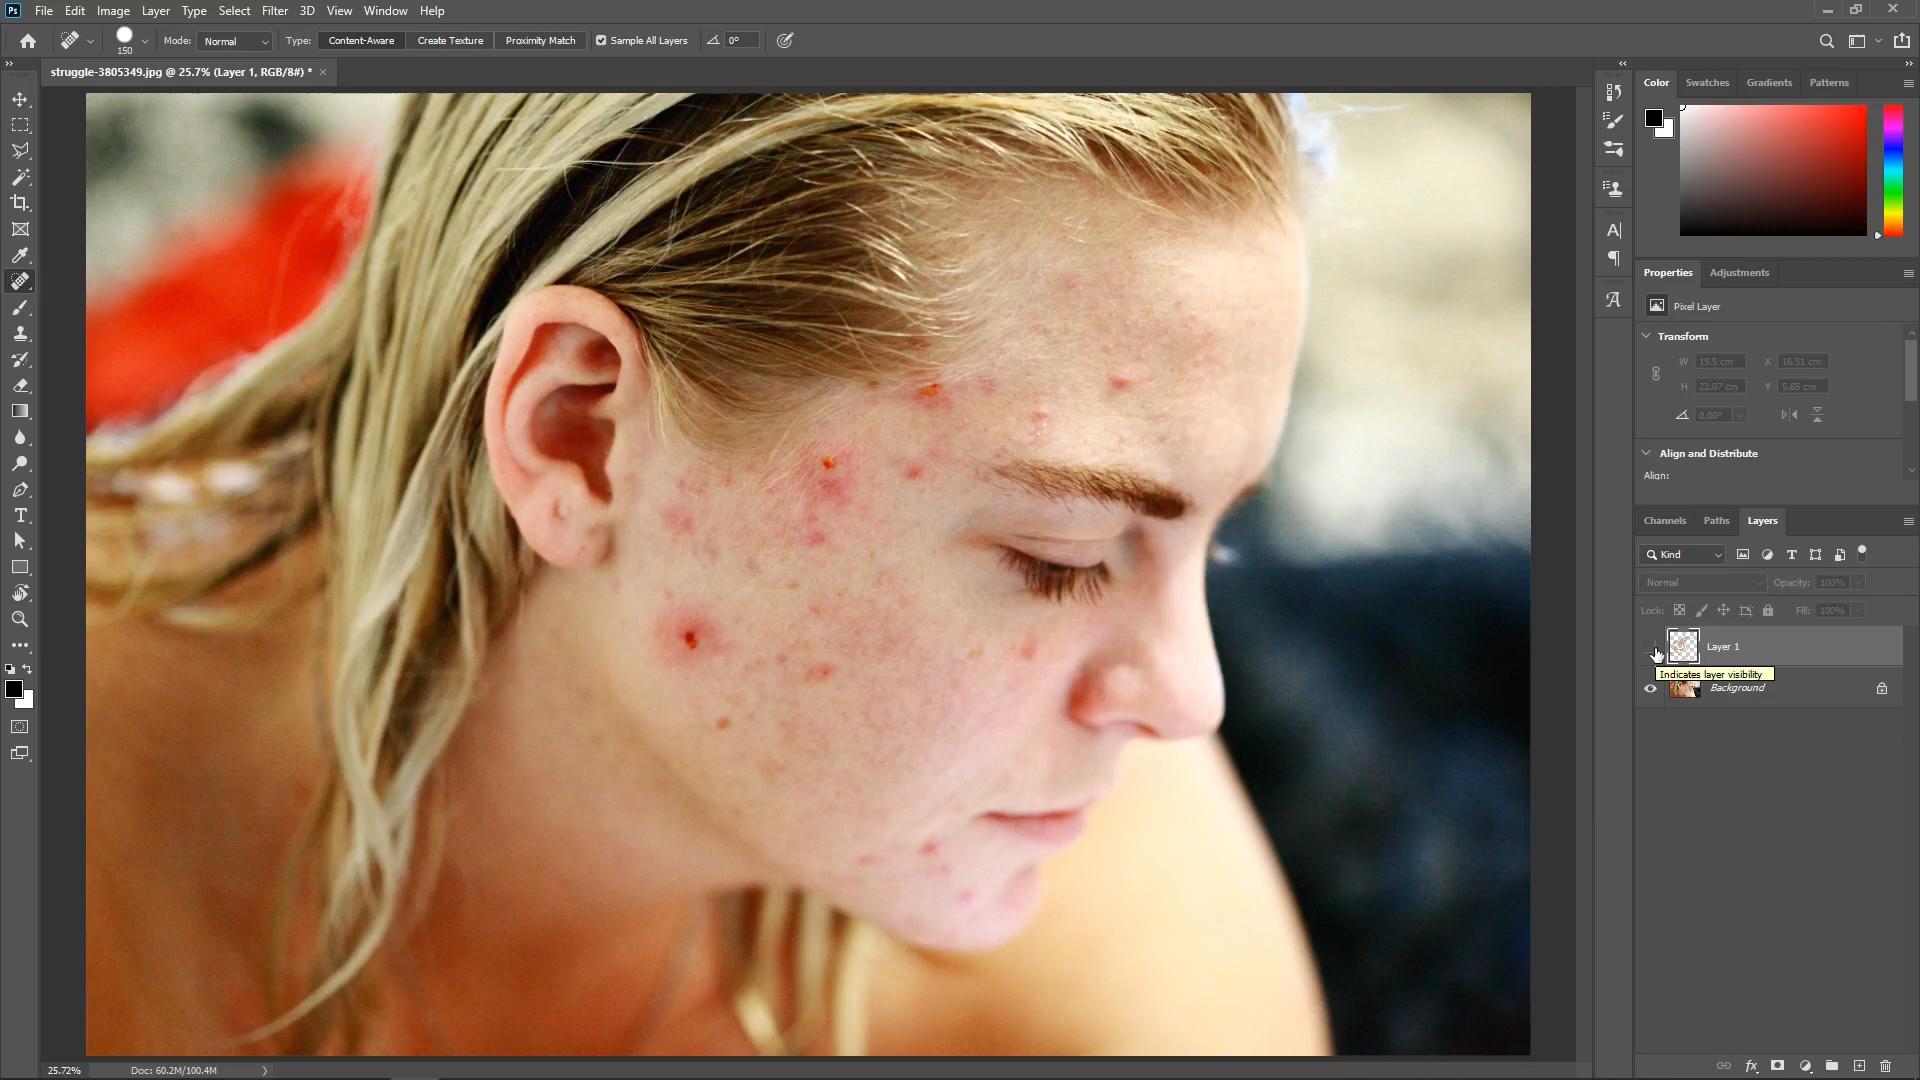 Ps File Edit Image Layer Type Select Filter 3D View Window Help
150 Mode: Normal Type: Content-Aware Create Texture Proximity Match Sample All Layers 0°
struggle-3805349.jpg @ 25.7% (Layer 1, RGB/8#) * ×
Color Swatches Gradients Patterns
Properties Adjustments
Pixel Layer
Transform
W 19.5 cm X 16.51 cm
H 22.07 cm Y 5.85 cm
0.00°
Align and Distribute
Align:
Channels Paths Layers
Kind
Normal Opacity: 100%
Lock: Fill: 100%
Layer 1
Indicates layer visibility
Background
25.72% Doc: 60.2M/100.4M